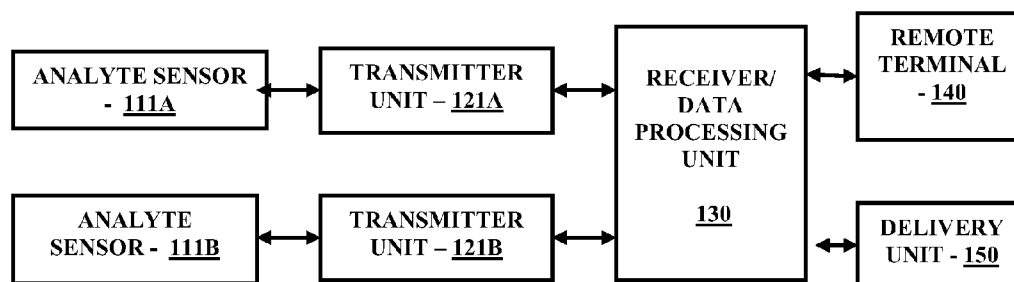 ANALYTE SENSOR
- 111A
TRANSMITTER
UNIT – 121A
RECEIVER/
DATA
PROCESSING
UNIT
130
REMOTE
TERMINAL
- 140
ANALYTE
SENSOR - 111B
TRANSMITTER
UNIT - 121B
DELIVERY
UNIT - 150